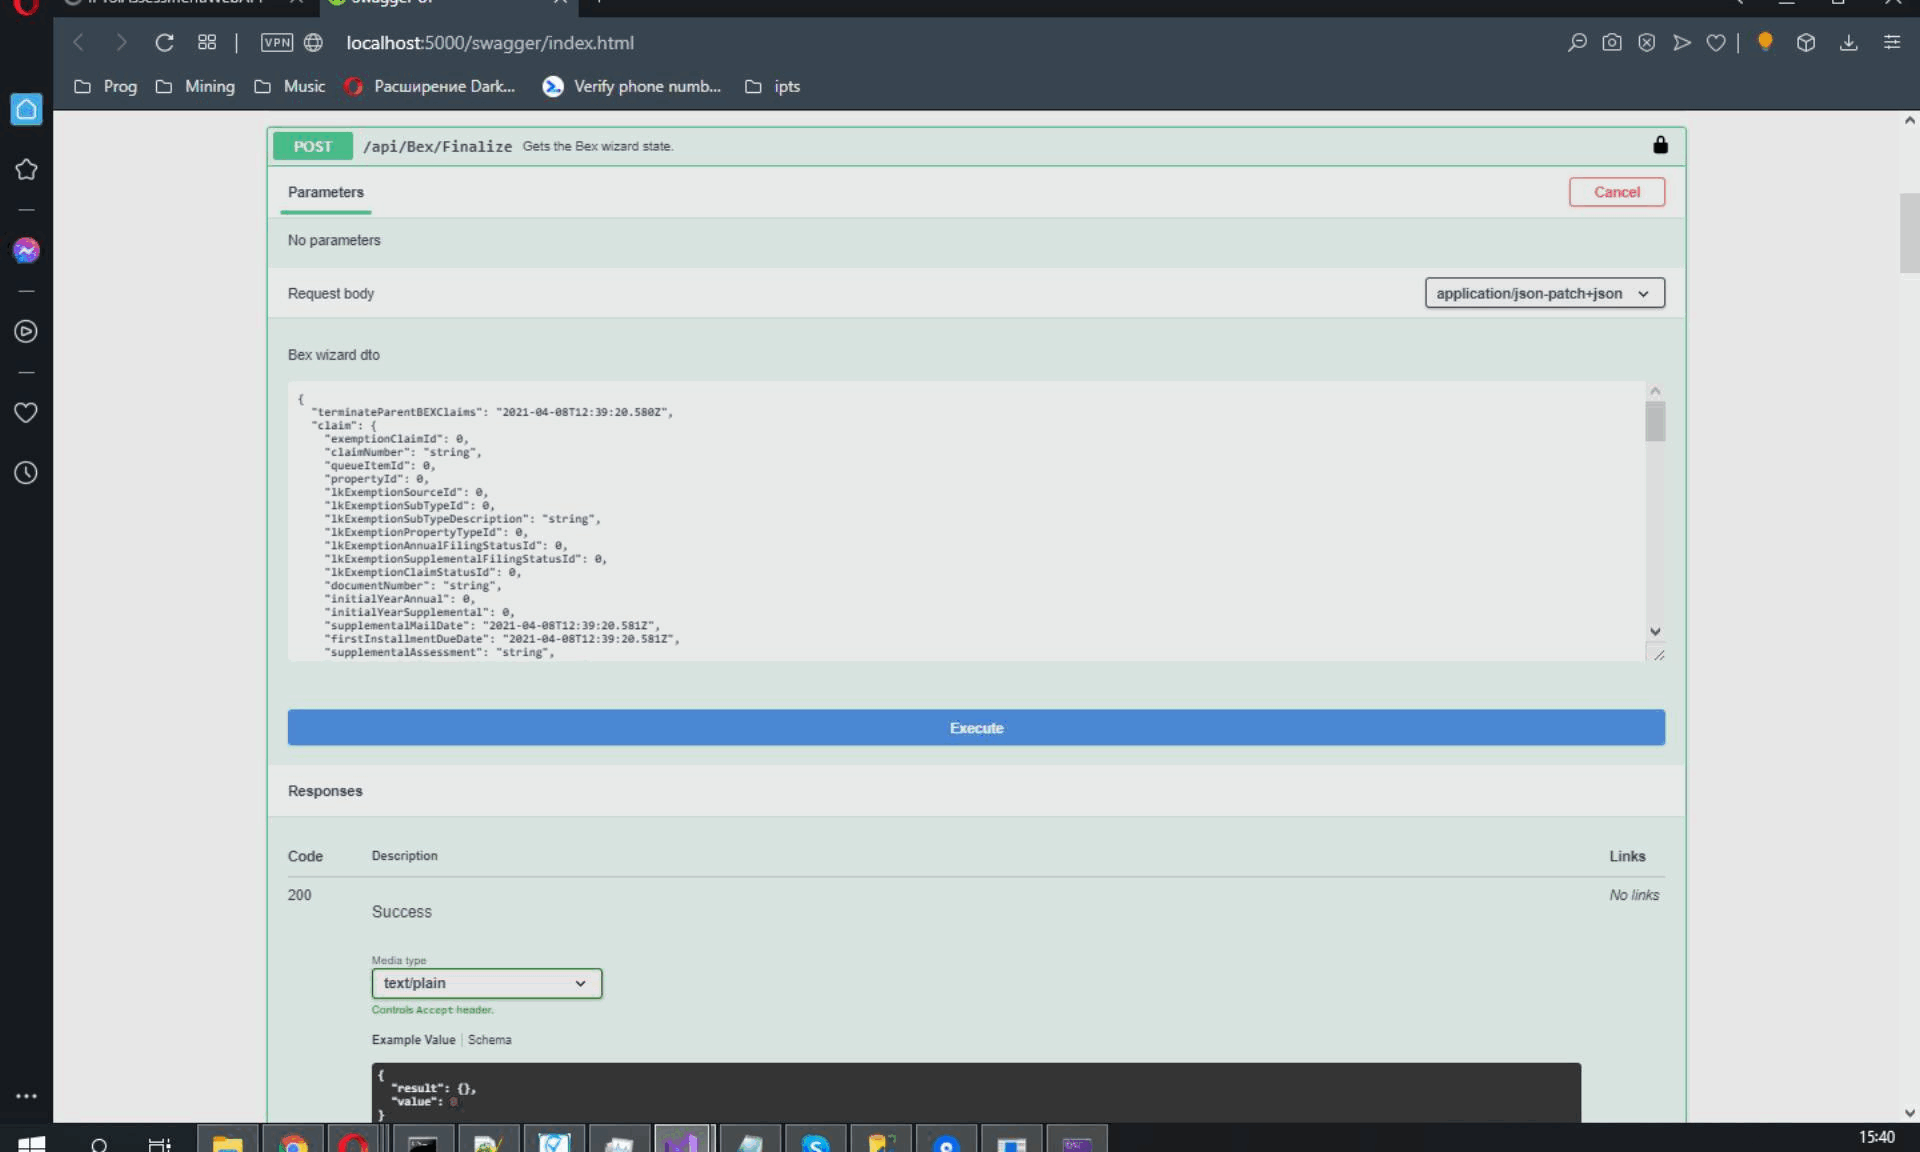 VPN localhost:5000/swagger/index.html
Prog Mining Music Расширение Dark... Verify phone numb... ipts
POST /api/Bex/Finalize Gets the Bex wizard state.
Parameters Cancel
No parameters
Request body application/json-patch+json
Bex wizard dto
{
"terminateParentBEXClaims": "2021-04-08T12:39:20.580Z",
"claim": {
"exemptionClaimId": 0,
"claimNumber": "string",
"queueItemId": 0,
"propertyId": 0,
"lkExemptionSourceId": 0,
"lkExemptionSubTypeId": 0,
"lkExemptionSubTypeDescription": "string",
"lkExemptionPropertyTypeId": 0,
"lkExemptionAnnualFilingStatusId": 0,
"lkExemptionSupplementalFilingStatusId": 0,
"lkExemptionClaimStatusId": 0,
"documentNumber": "string",
"initialYearAnnual": 0,
"initialYearSupplemental": 0,
"supplementalMailDate": "2021-04-08T12:39:20.581Z",
"firstInstallmentDueDate": "2021-04-08T12:39:20.581Z",
"supplementalAssessment": "string",
Execute
Responses
Code Description Links
200 No links
Success
Media type
text/plain
Controls Accept header.
Example Value | Schema
{
"result": {},
"value": 0
}
15:40